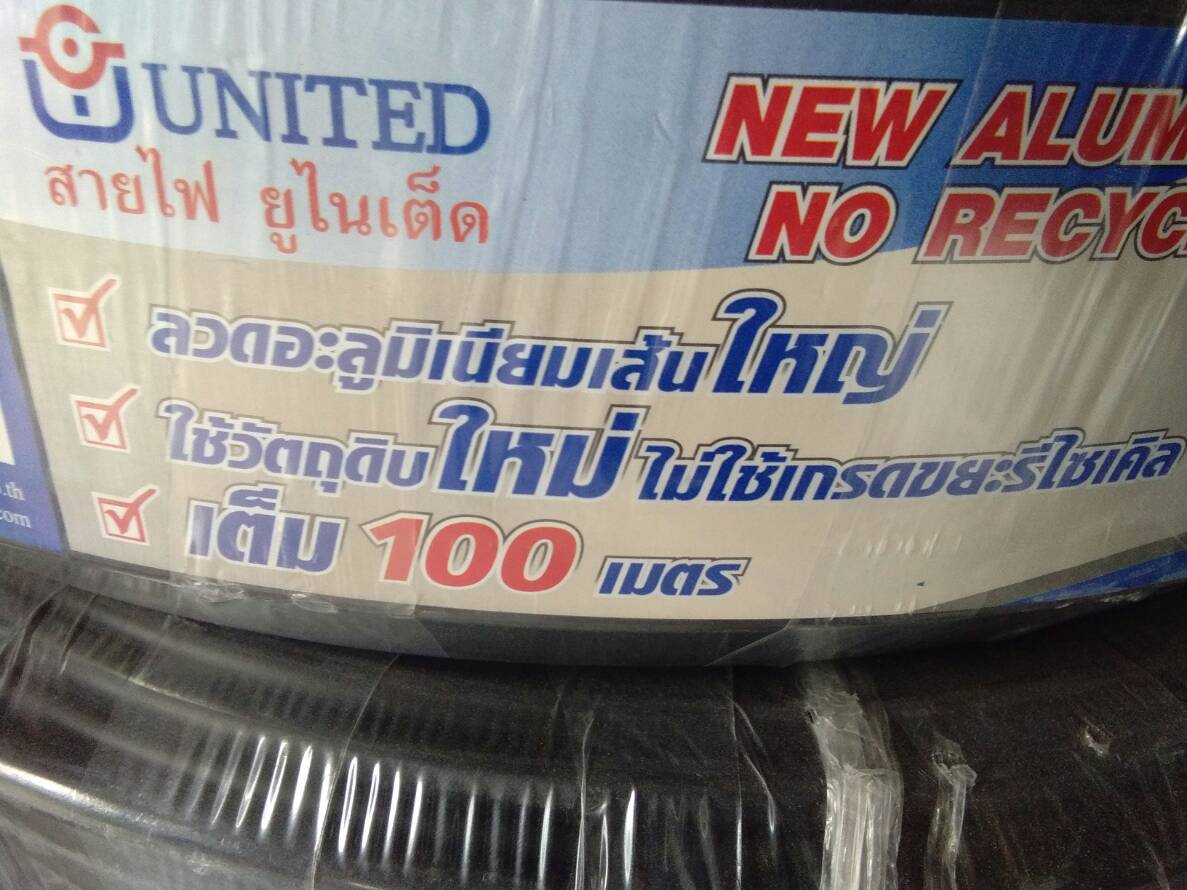 UNITED
สายไฟ ยูไนเต็ด
NEW ALUM
NO RECYC
ลวดอะลูมิเนียมเส้นใหญ่
ใช้วัตถุดิบใหม่ ไม่ใช้เกรดขยะรีไซเคิล
เต็ม 100 เมตร
.th
com